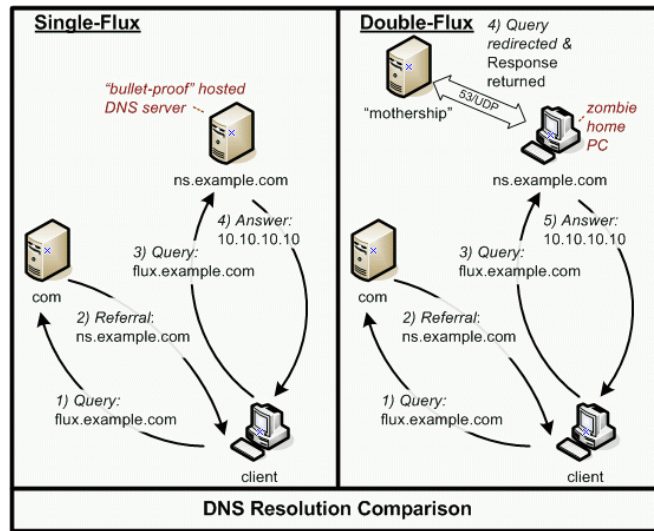 Single-Flux
"bullet-proof" hosted
DNS server
ns.example.com
4) Answer:
10.10.10.10
3) Query:
flux.example.com
com
2) Referral:
ns.example.com
1) Query:
flux.example.com
client
Double-Flux
4) Query
redirected &
Response
returned
53/UDP
"mothership"
zombie
home
PC
ns.example.com
5) Answer:
10.10.10.10
3) Query:
flux.example.com
com
2) Referral:
ns.example.com
1) Query:
flux.example.com
client
DNS Resolution Comparison